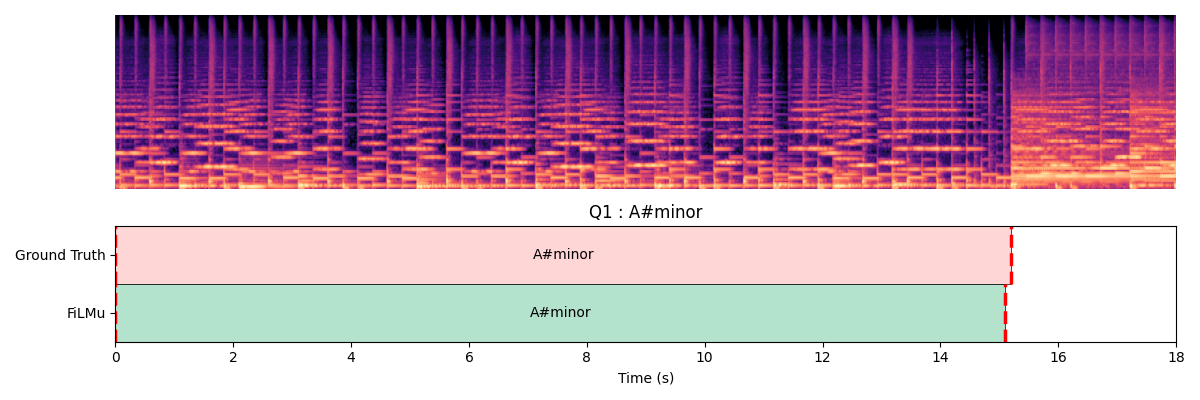 Q1 : A#minor
Ground Truth
A#minor
FiLMu
A#minor
0 2 4 6 8 10 12 14 16 18
Time (s)